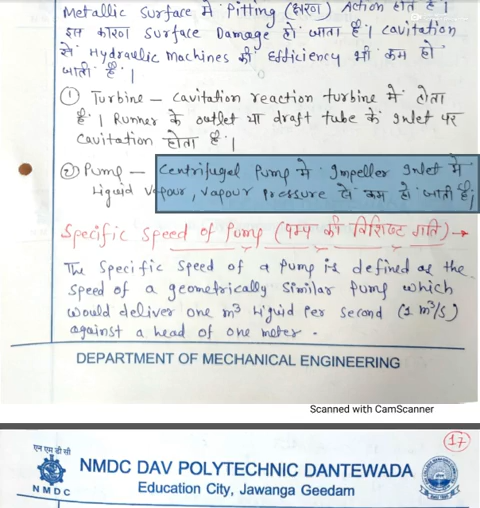 Metallic Surface मे Pitting (झरण) Action होते है।
इस कारण Surface Damage हो जाता है। Cavitation
से Hydraulic Machines की Efficiency भी कम हो
जाती है।
① Turbine – Cavitation reaction turbine मे होता
है। Runner के outlet या draft tube के Inlet पर
Cavitation होता है।
② Pump – Centrifugel Pump मे Impeller Inlet मे
Liquid Vapour, Vapour Pressure से कम हो जाती है।
Specific Speed of Pump (पम्प की विशिष्ट गति) →
The Specific Speed of a Pump is defined as the
Speed of a geometrically Similar Pump which
would deliver one m³ Liquid Per Second (1 m³/s)
against a head of one meter.
DEPARTMENT OF MECHANICAL ENGINEERING
Scanned with CamScanner
17
एन एम डी सी
NMDC
NMDC DAV POLYTECHNIC DANTEWADA
Education City, Jawanga Geedam